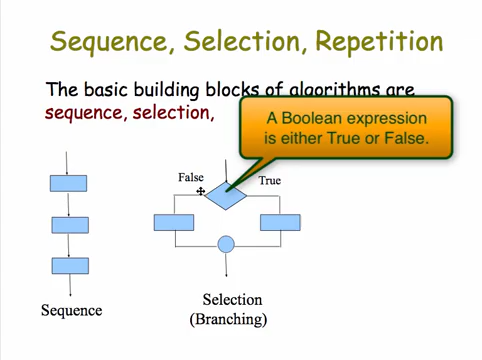 Sequence, Selection, Repetition
The basic building blocks of algorithms are
sequence, selection,
A Boolean expression
is either True or False.
False
True
Sequence
Selection
(Branching)